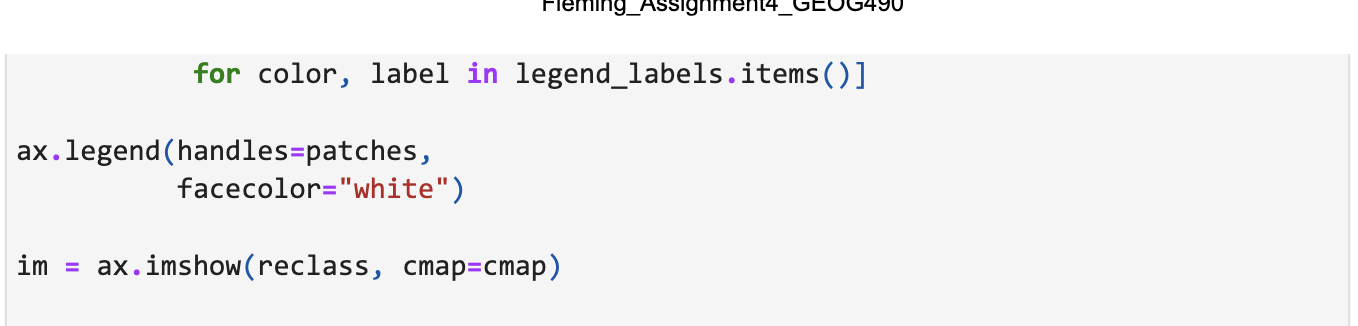 Fleming_Assignment4_GEOG490
for color, label in legend_labels.items()]
ax.legend(handles=patches,
facecolor="white")
im = ax.imshow(reclass, cmap=cmap)